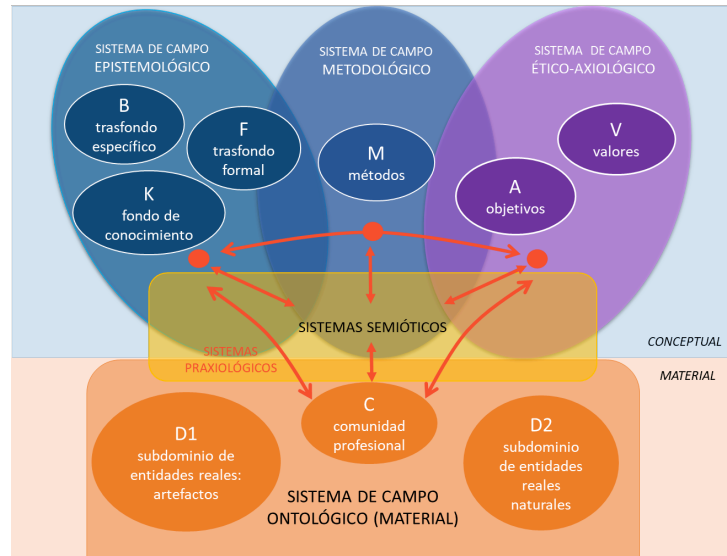 SISTEMA DE CAMPO
EPISTEMOLÓGICO
SISTEMA DE CAMPO
METODOLÓGICO
SISTEMA DE CAMPO
ÉTICO-AXIOLÓGICO
B
trasfondo
específico
F
trasfondo
formal
K
fondo de
conocimiento
M
métodos
V
valores
A
objetivos
SISTEMAS SEMIÓTICOS
SISTEMAS
PRAXIOLÓGICOS
CONCEPTUAL
MATERIAL
C
comunidad
profesional
D1
subdominio de
entidades reales:
artefactos
D2
subdominio
de entidades
reales
naturales
SISTEMA DE CAMPO
ONTOLÓGICO (MATERIAL)